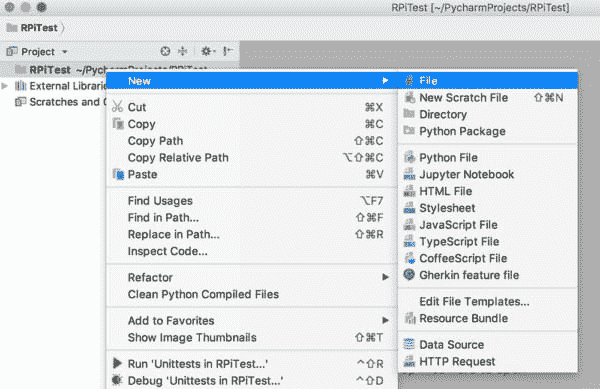 RPiTest [~/PycharmProjects/RPiTest]
RPiTest
Project
RPiTest ~/PycharmProjects/RPiTest
External Librarie
Scratches and C
New
Cut ⌘X
Copy ⌘C
Copy Path ⇧⌘C
Copy Relative Path ⌥⇧⌘C
Paste ⌘V
Find Usages ⌥F7
Find in Path... ⇧⌘F
Replace in Path... ⇧⌘R
Inspect Code...
Refactor
Clean Python Compiled Files
Add to Favorites
Show Image Thumbnails ⇧⌘T
Run 'Unittests in RPiTest...' ^⇧R
Debug 'Unittests in RPiTest...' ^⇧D
File
New Scratch File ⇧⌘N
Directory
Python Package
Python File
Jupyter Notebook
HTML File
Stylesheet
JavaScript File
TypeScript File
CoffeeScript File
Gherkin feature file
Edit File Templates...
Resource Bundle
Data Source
HTTP Request